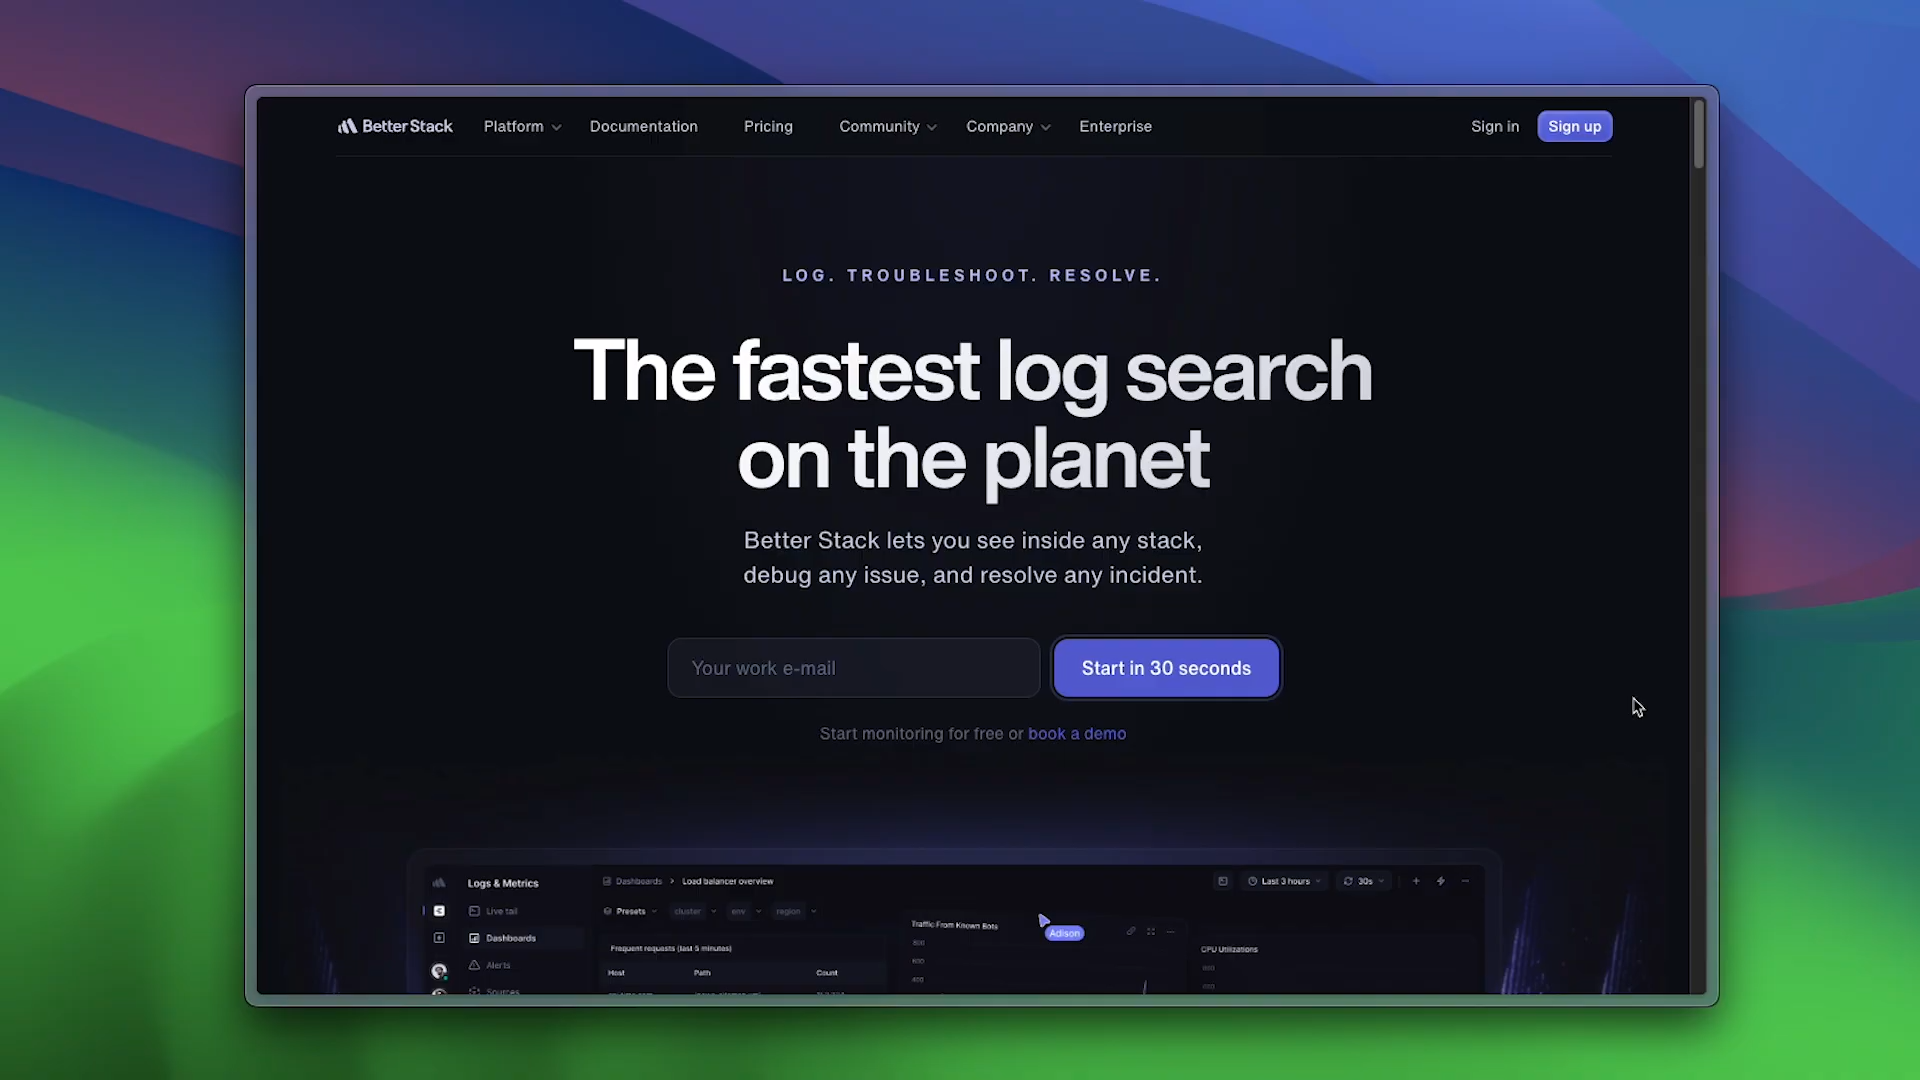 Better Stack
Platform
Documentation
Pricing
Community
Company
Enterprise
Sign in
Sign up
LOG. TROUBLESHOOT. RESOLVE.
The fastest log search
on the planet
Better Stack lets you see inside any stack,
debug any issue, and resolve any incident.
Your work e-mail
Start in 30 seconds
Start monitoring for free or book a demo
Logs & Metrics
Dashboards > Load balancer overview
Last 3 hours
30s
Live tail
Presets
cluster
env
region
Dashboards
Alerts
Sources
Frequent requests (last 5 minutes)
Host Path Count
Traffic From Known Bots
800
600
400
Adison
CPU Utilizations